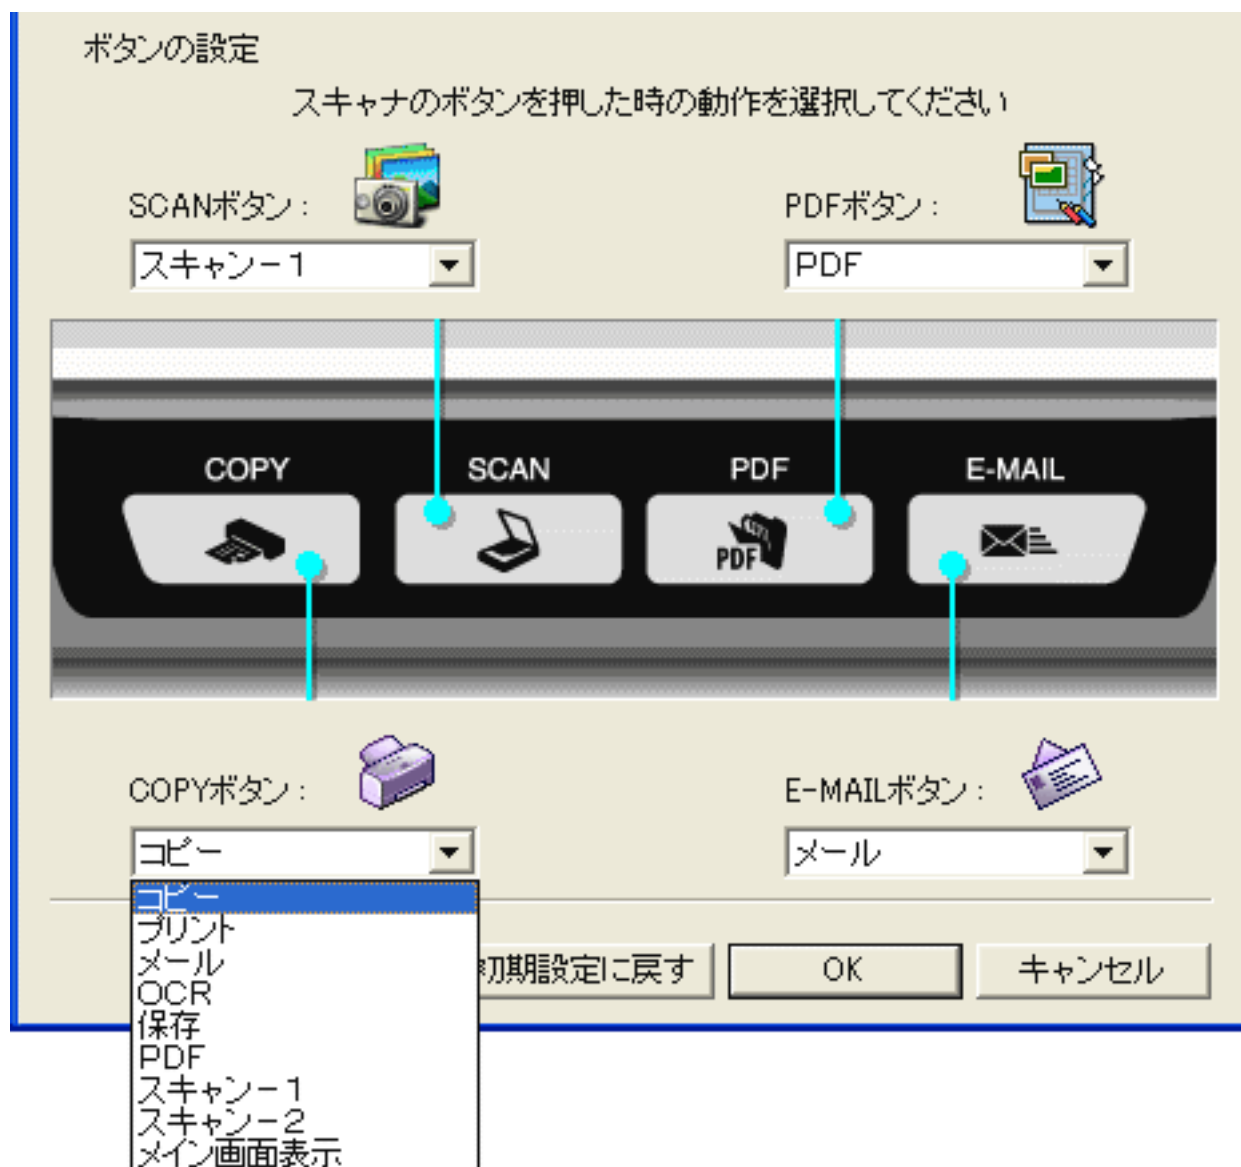 ボタンの設定
スキャナのボタンを押した時の動作を選択してください
SCANボタン：
PDFボタン：
スキャン－１
PDF
COPY
SCAN
PDF
E-MAIL
PDF
COPYボタン：
E-MAILボタン：
コピー
メール
コピー
プリント
メール
OCR
保存
PDF
スキャン－１
スキャン－２
メイン画面表示
初期設定に戻す
OK
キャンセル